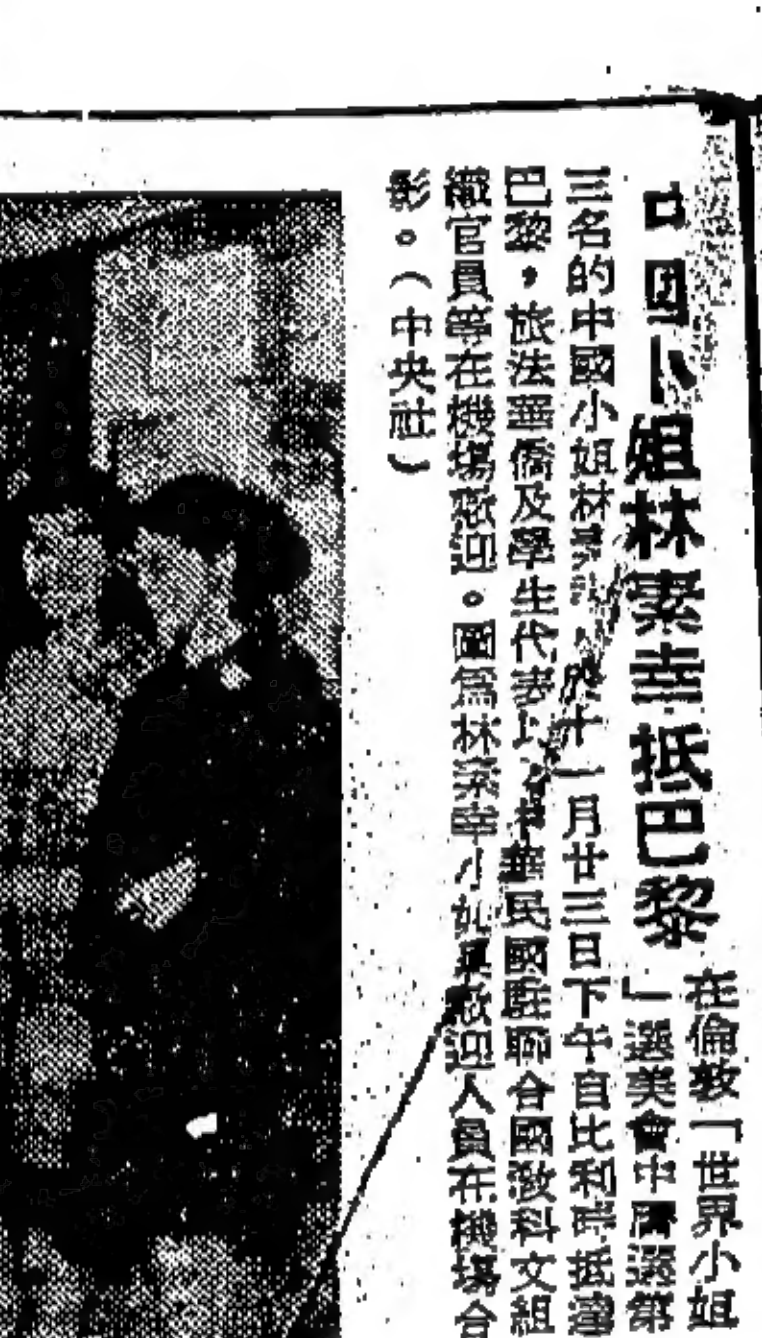 中國小姐林素幸抵巴黎
在倫敦「世界小姐
」選美會中膺選第
三名的中國小姐林素幸,於十一月廿三日下午自比利時抵達
巴黎,旅法華僑及學生代表以及中華民國駐聯合國教科文組
織官員等在機場歡迎。圖為林素幸小姐與歡迎人員在機場合
影。(中央社)